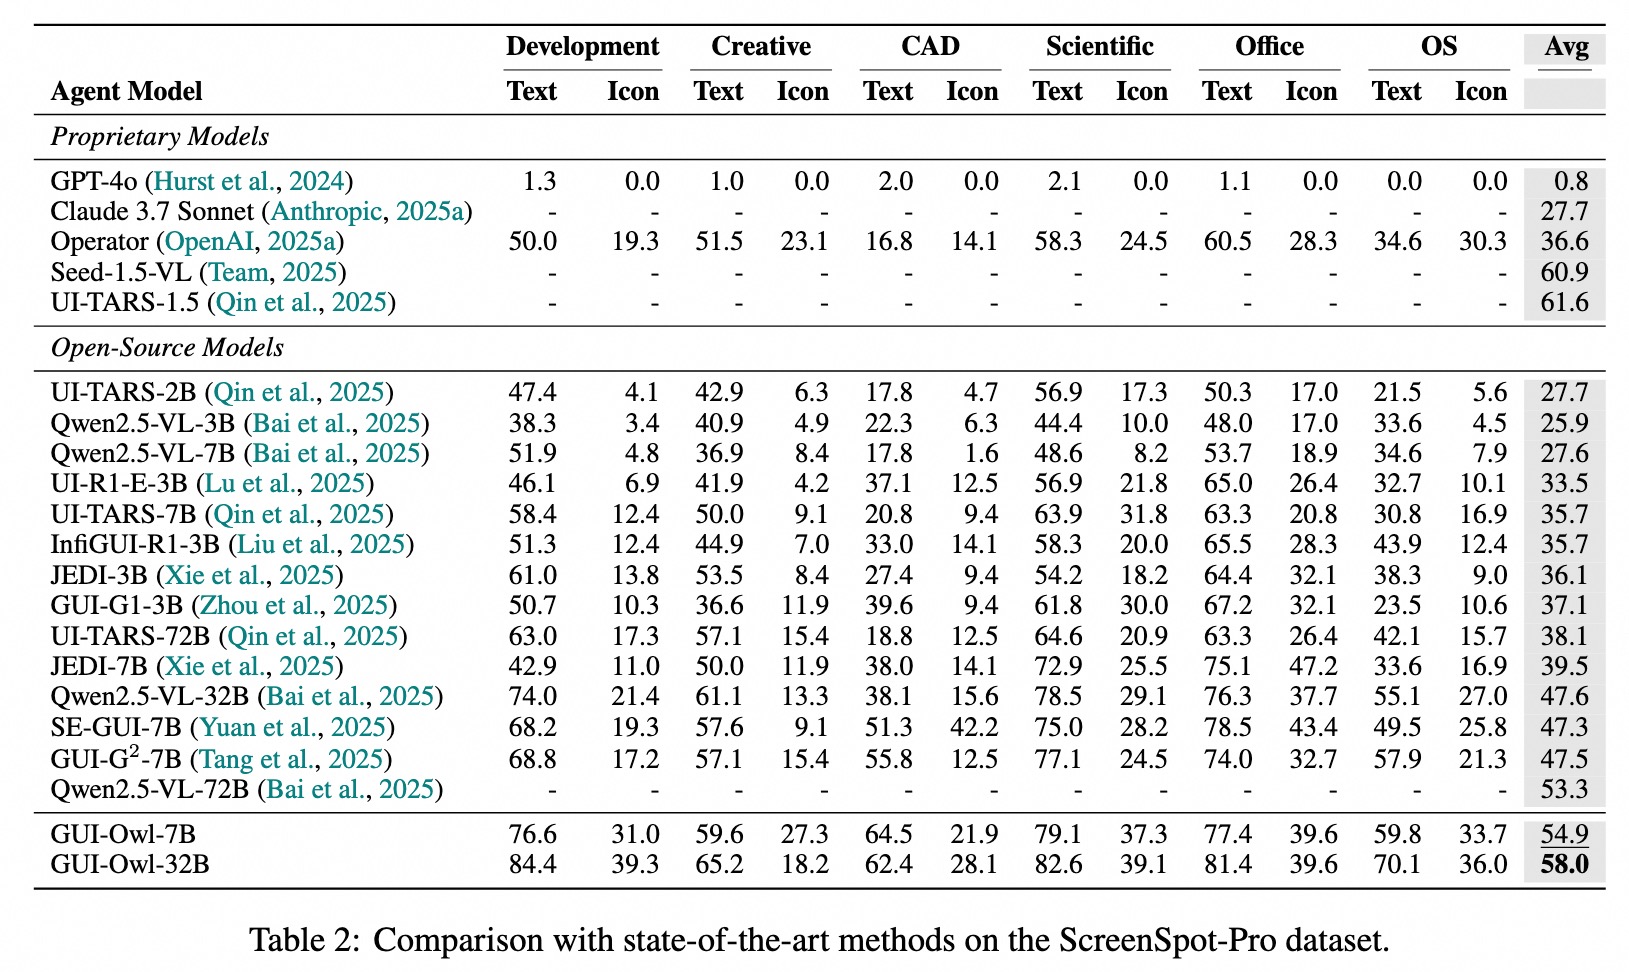 Development Creative CAD Scientific Office OS Avg
Agent Model Text Icon Text Icon Text Icon Text Icon Text Icon Text Icon
Proprietary Models
GPT-4o (Hurst et al., 2024) 1.3 0.0 1.0 0.0 2.0 0.0 2.1 0.0 1.1 0.0 0.0 0.0 0.8
Claude 3.7 Sonnet (Anthropic, 2025a) - - - - - - - - - - - - 27.7
Operator (OpenAI, 2025a) 50.0 19.3 51.5 23.1 16.8 14.1 58.3 24.5 60.5 28.3 34.6 30.3 36.6
Seed-1.5-VL (Team, 2025) - - - - - - - - - - - - 60.9
UI-TARS-1.5 (Qin et al., 2025) - - - - - - - - - - - - 61.6
Open-Source Models
UI-TARS-2B (Qin et al., 2025) 47.4 4.1 42.9 6.3 17.8 4.7 56.9 17.3 50.3 17.0 21.5 5.6 27.7
Qwen2.5-VL-3B (Bai et al., 2025) 38.3 3.4 40.9 4.9 22.3 6.3 44.4 10.0 48.0 17.0 33.6 4.5 25.9
Qwen2.5-VL-7B (Bai et al., 2025) 51.9 4.8 36.9 8.4 17.8 1.6 48.6 8.2 53.7 18.9 34.6 7.9 27.6
UI-R1-E-3B (Lu et al., 2025) 46.1 6.9 41.9 4.2 37.1 12.5 56.9 21.8 65.0 26.4 32.7 10.1 33.5
UI-TARS-7B (Qin et al., 2025) 58.4 12.4 50.0 9.1 20.8 9.4 63.9 31.8 63.3 20.8 30.8 16.9 35.7
InfiGUI-R1-3B (Liu et al., 2025) 51.3 12.4 44.9 7.0 33.0 14.1 58.3 20.0 65.5 28.3 43.9 12.4 35.7
JEDI-3B (Xie et al., 2025) 61.0 13.8 53.5 8.4 27.4 9.4 54.2 18.2 64.4 32.1 38.3 9.0 36.1
GUI-G1-3B (Zhou et al., 2025) 50.7 10.3 36.6 11.9 39.6 9.4 61.8 30.0 67.2 32.1 23.5 10.6 37.1
UI-TARS-72B (Qin et al., 2025) 63.0 17.3 57.1 15.4 18.8 12.5 64.6 20.9 63.3 26.4 42.1 15.7 38.1
JEDI-7B (Xie et al., 2025) 42.9 11.0 50.0 11.9 38.0 14.1 72.9 25.5 75.1 47.2 33.6 16.9 39.5
Qwen2.5-VL-32B (Bai et al., 2025) 74.0 21.4 61.1 13.3 38.1 15.6 78.5 29.1 76.3 37.7 55.1 27.0 47.6
SE-GUI-7B (Yuan et al., 2025) 68.2 19.3 57.6 9.1 51.3 42.2 75.0 28.2 78.5 43.4 49.5 25.8 47.3
GUI-G²-7B (Tang et al., 2025) 68.8 17.2 57.1 15.4 55.8 12.5 77.1 24.5 74.0 32.7 57.9 21.3 47.5
Qwen2.5-VL-72B (Bai et al., 2025) - - - - - - - - - - - - 53.3
GUI-Owl-7B 76.6 31.0 59.6 27.3 64.5 21.9 79.1 37.3 77.4 39.6 59.8 33.7 54.9
GUI-Owl-32B 84.4 39.3 65.2 18.2 62.4 28.1 82.6 39.1 81.4 39.6 70.1 36.0 58.0
Table 2: Comparison with state-of-the-art methods on the ScreenSpot-Pro dataset.